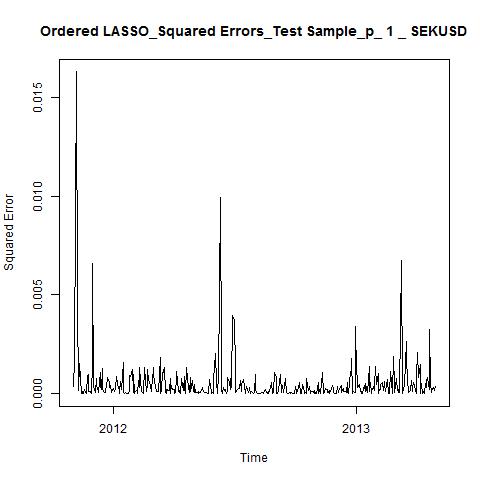 Ordered LASSO_Squared Errors_Test Sample_p_ 1 _ SEKUSD
Squared Error
0.015
0.010
0.005
0.000
2012 2013
Time